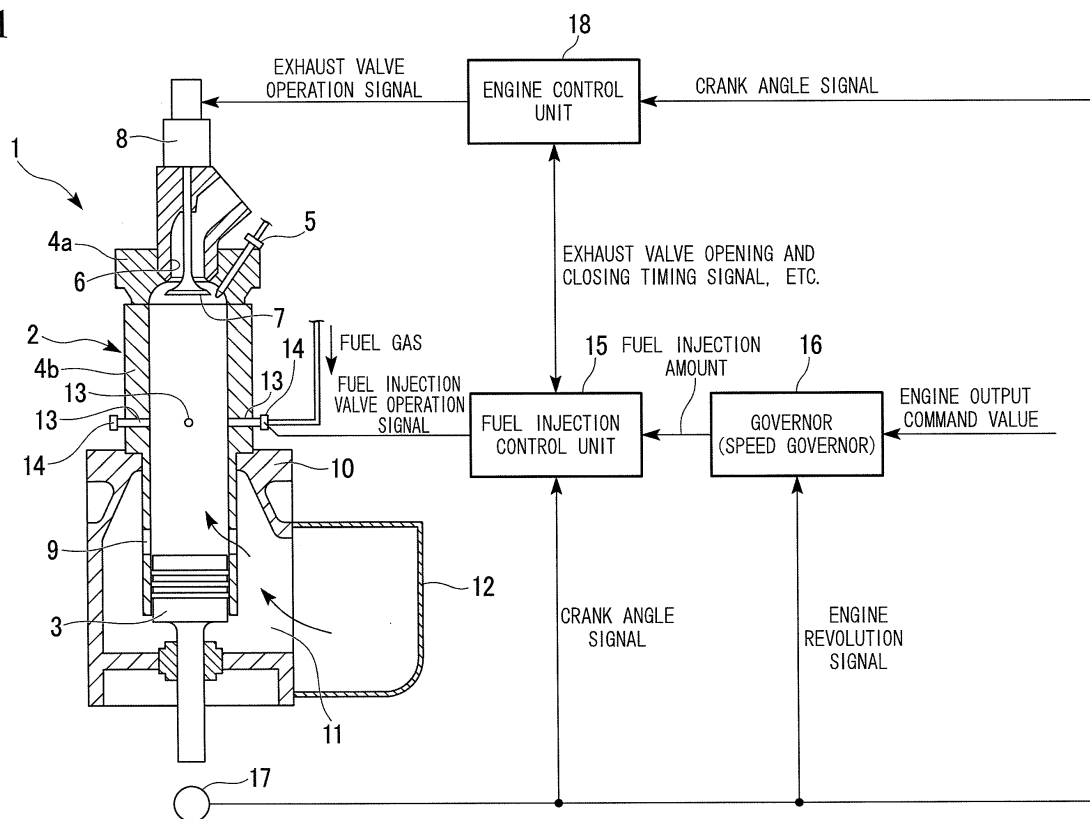 1
18
EXHAUST VALVE
OPERATION SIGNAL
ENGINE CONTROL
UNIT
CRANK ANGLE SIGNAL
8
1
5
4a
6
EXHAUST VALVE OPENING AND
CLOSING TIMING SIGNAL, ETC.
7
2
14
FUEL GAS
15
FUEL INJECTION
AMOUNT
16
4b
13
13
13
FUEL INJECTION
VALVE OPERATION
SIGNAL
FUEL INJECTION
CONTROL UNIT
GOVERNOR
(SPEED GOVERNOR)
ENGINE OUTPUT
COMMAND VALUE
14
10
9
12
3
CRANK ANGLE
SIGNAL
ENGINE
REVOLUTION
SIGNAL
11
17